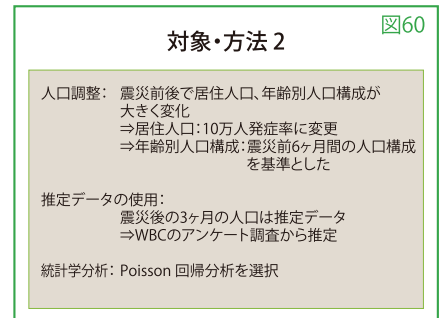 図60
対象・方法 2
人口調整: 震災前後で居住人口、年齢別人口構成が
大きく変化
⇒居住人口:10万人発症率に変更
⇒年齢別人口構成:震災前6ヶ月間の人口構成
を基準とした
推定データの使用:
震災後の3ヶ月の人口は推定データ
⇒WBCのアンケート調査から推定
統計学分析: Poisson 回帰分析を選択